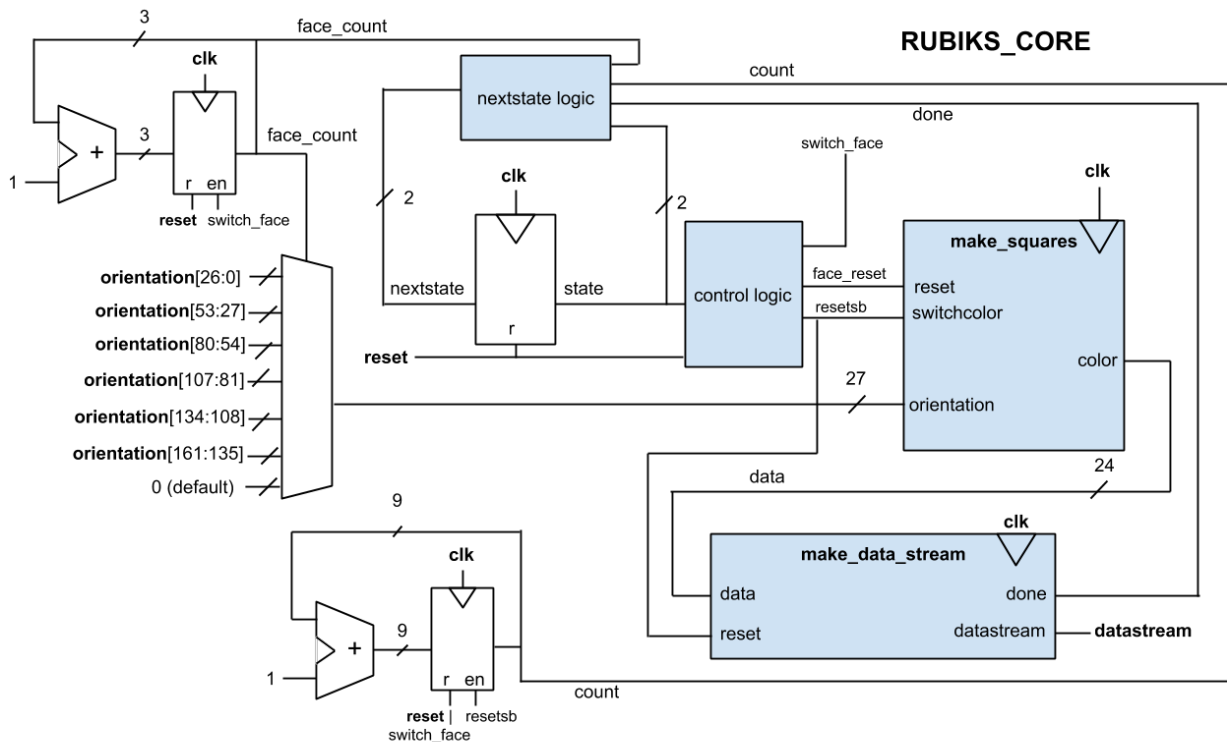 RUBIKS_CORE
3
face_count
clk
3
face_count
+
1
r en
reset switch_face
nextstate logic
count
done
switch_face
2
clk
2
clk
make_squares
nextstate
state
r
reset
control logic
face_reset
resetsb
reset
switchcolor
color
27
orientation
orientation[26:0]
orientation[53:27]
orientation[80:54]
orientation[107:81]
orientation[134:108]
orientation[161:135]
0 (default)
data
24
9
clk
9
+
1
r en
reset | resetsb
switch_face
clk
make_data_stream
data
done
reset
datastream
datastream
count